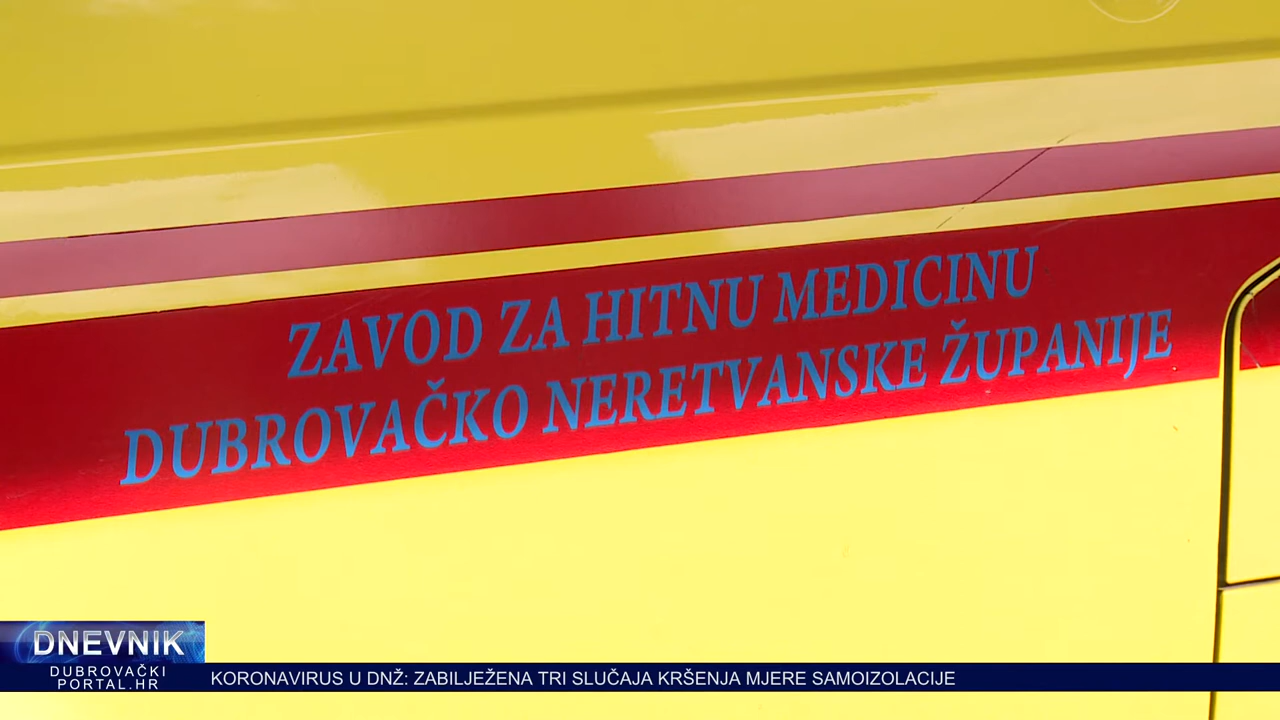 ZAVOD ZA HITNU MEDICINU
DUBROVAČKO NERETVANSKE ŽUPANIJE
DNEVNIK
DUBROVAČKI
PORTAL.HR
KORONAVIRUS U DNŽ: ZABILJEŽENA TRI SLUČAJA KRŠENJA MJERE SAMOIZOLACIJE